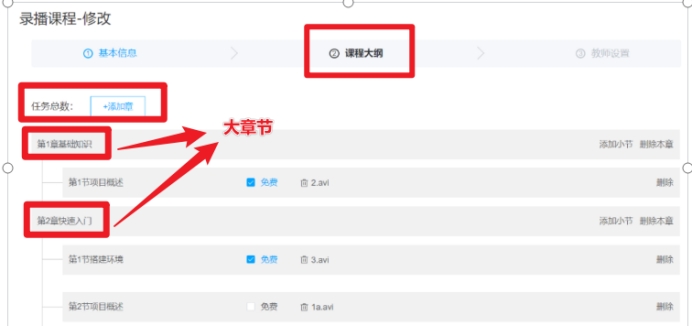 录播课程-修改
① 基本信息
② 课程大纲
③ 教师设置
任务总数： +添加章
大章节
第1章基础知识 添加小节 删除本章
第1节项目概述 免费 2.avi 删除
第2章快速入门 添加小节 删除本章
第1节搭建环境 免费 3.avi 删除
第2节项目概述 免费 1a.avi 删除